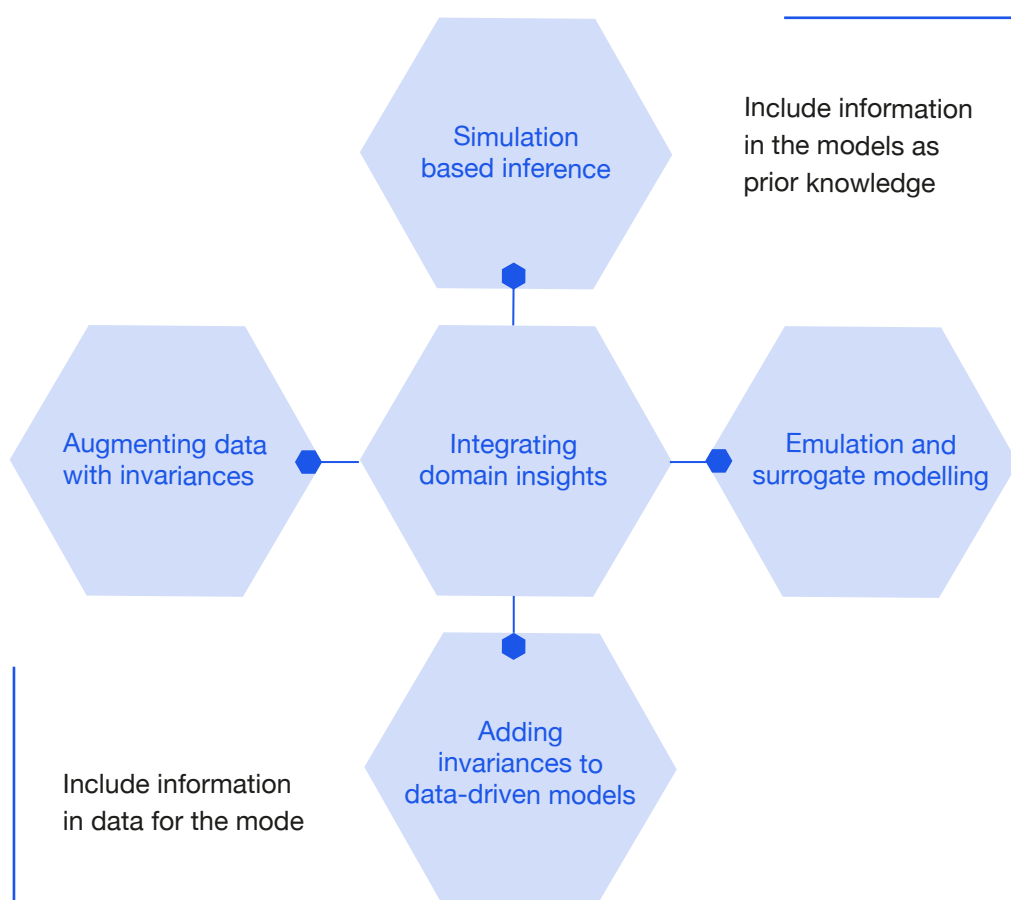 Simulation
based inference
Include information
in the models as
prior knowledge
Augmenting data
with invariances
Integrating
domain insights
Emulation and
surrogate modelling
Adding
invariances to
data-driven models
Include information
in data for the mode